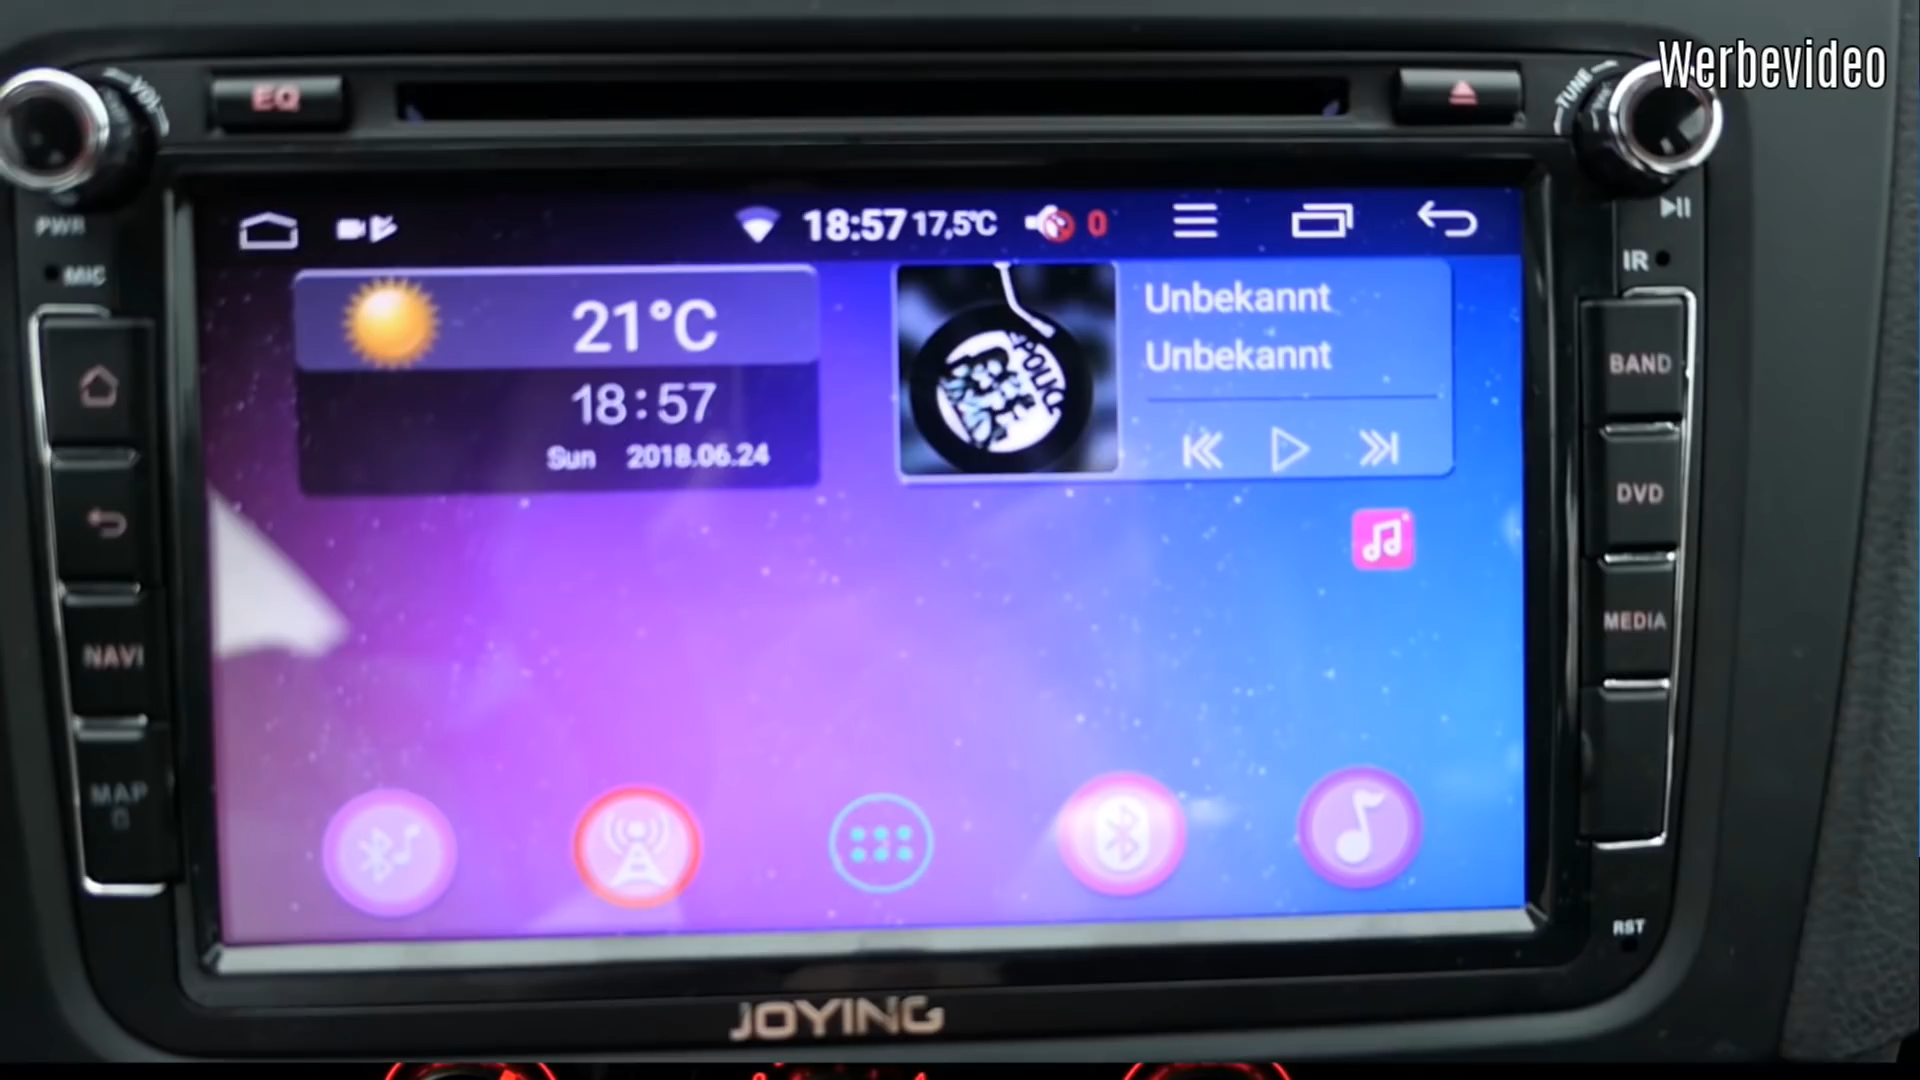 Werbevideo
VOL
EQ
TUNE
PWR
MIC
18:57 17,5°C 0
IR
21°C
18:57
Sun 2018.06.24
Unbekannt
Unbekannt
BAND
DVD
MEDIA
NAVI
MAP
RST
JOYING